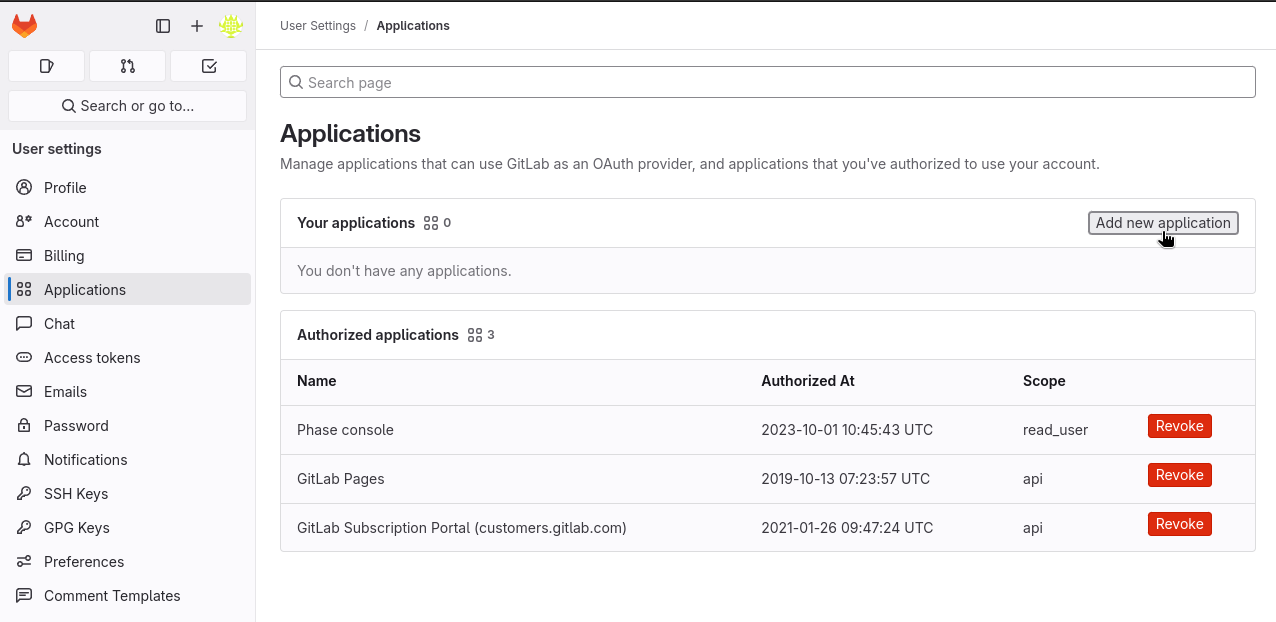 User Settings / Applications
Search or go to...
User settings
Profile
Account
Billing
Applications
Chat
Access tokens
Emails
Password
Notifications
SSH Keys
GPG Keys
Preferences
Comment Templates
Search page
Applications
Manage applications that can use GitLab as an OAuth provider, and applications that you've authorized to use your account.
Your applications 0 Add new application
You don't have any applications.
Authorized applications 3
Name Authorized At Scope
Phase console 2023-10-01 10:45:43 UTC read_user Revoke
GitLab Pages 2019-10-13 07:23:57 UTC api Revoke
GitLab Subscription Portal (customers.gitlab.com) 2021-01-26 09:47:24 UTC api Revoke